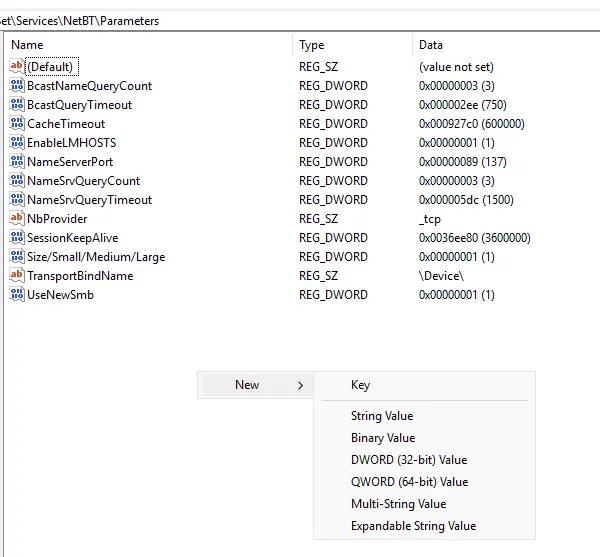 et\Services\NetBT\Parameters
Name Type Data
(Default) REG_SZ (value not set)
BcastNameQueryCount REG_DWORD 0x00000003 (3)
BcastQueryTimeout REG_DWORD 0x000002ee (750)
CacheTimeout REG_DWORD 0x000927c0 (600000)
EnableLMHOSTS REG_DWORD 0x00000001 (1)
NameServerPort REG_DWORD 0x00000089 (137)
NameSrvQueryCount REG_DWORD 0x00000003 (3)
NameSrvQueryTimeout REG_DWORD 0x000005dc (1500)
NbProvider REG_SZ _tcp
SessionKeepAlive REG_DWORD 0x0036ee80 (3600000)
Size/Small/Medium/Large REG_DWORD 0x00000001 (1)
TransportBindName REG_SZ \Device\
UseNewSmb REG_DWORD 0x00000001 (1)
New > Key
String Value
Binary Value
DWORD (32-bit) Value
QWORD (64-bit) Value
Multi-String Value
Expandable String Value